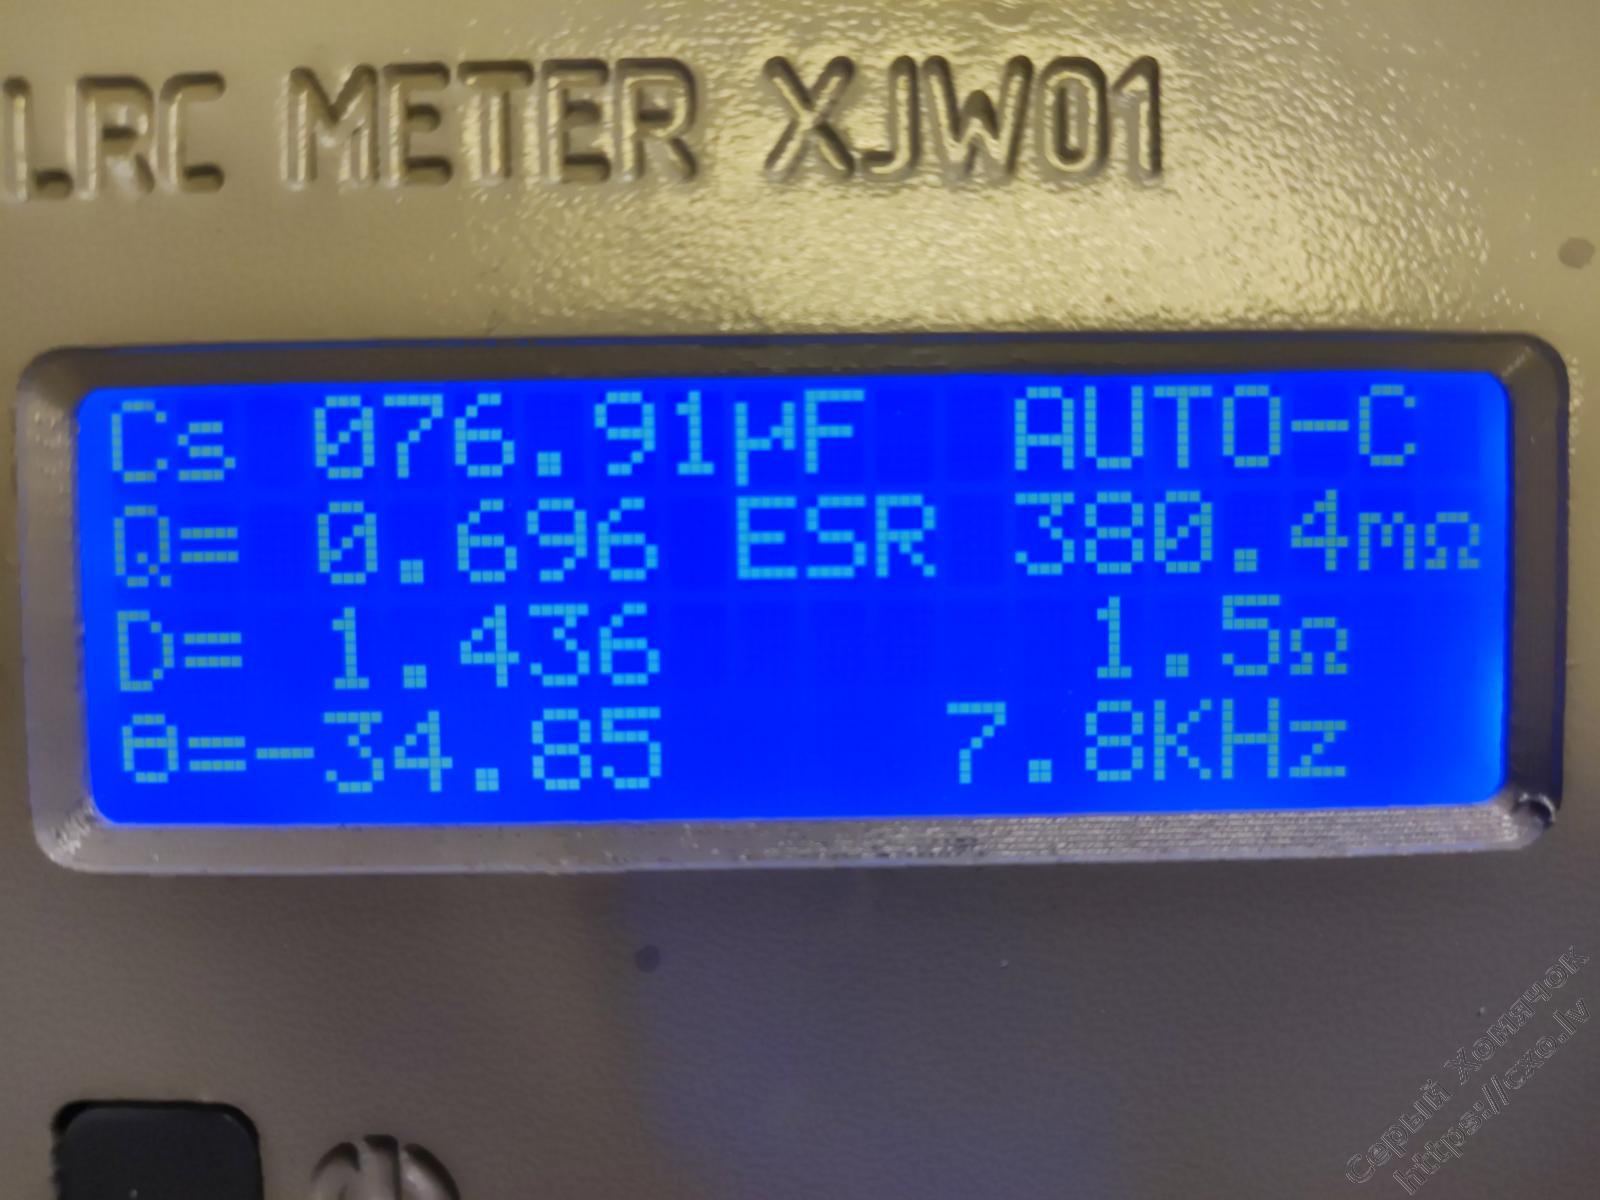 LRC METER XJW01
Cs 076.91µF AUTO-C
Q= 0.696 ESR 380.4mΩ
D= 1.436 1.5Ω
θ=-34.85 7.8KHz
Серый Хомячок
https://cxo.lv